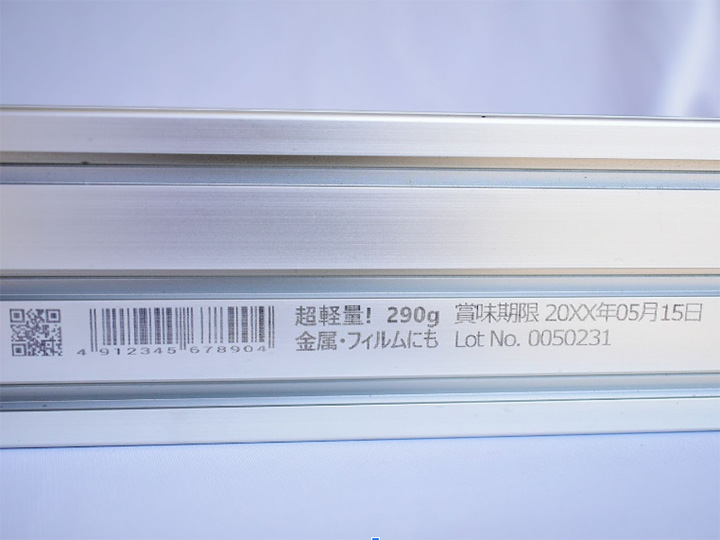 超軽量! 290g 賞味期限 20XX年05月15日
金属・フィルムにも Lot No. 0050231
4 912345 678904